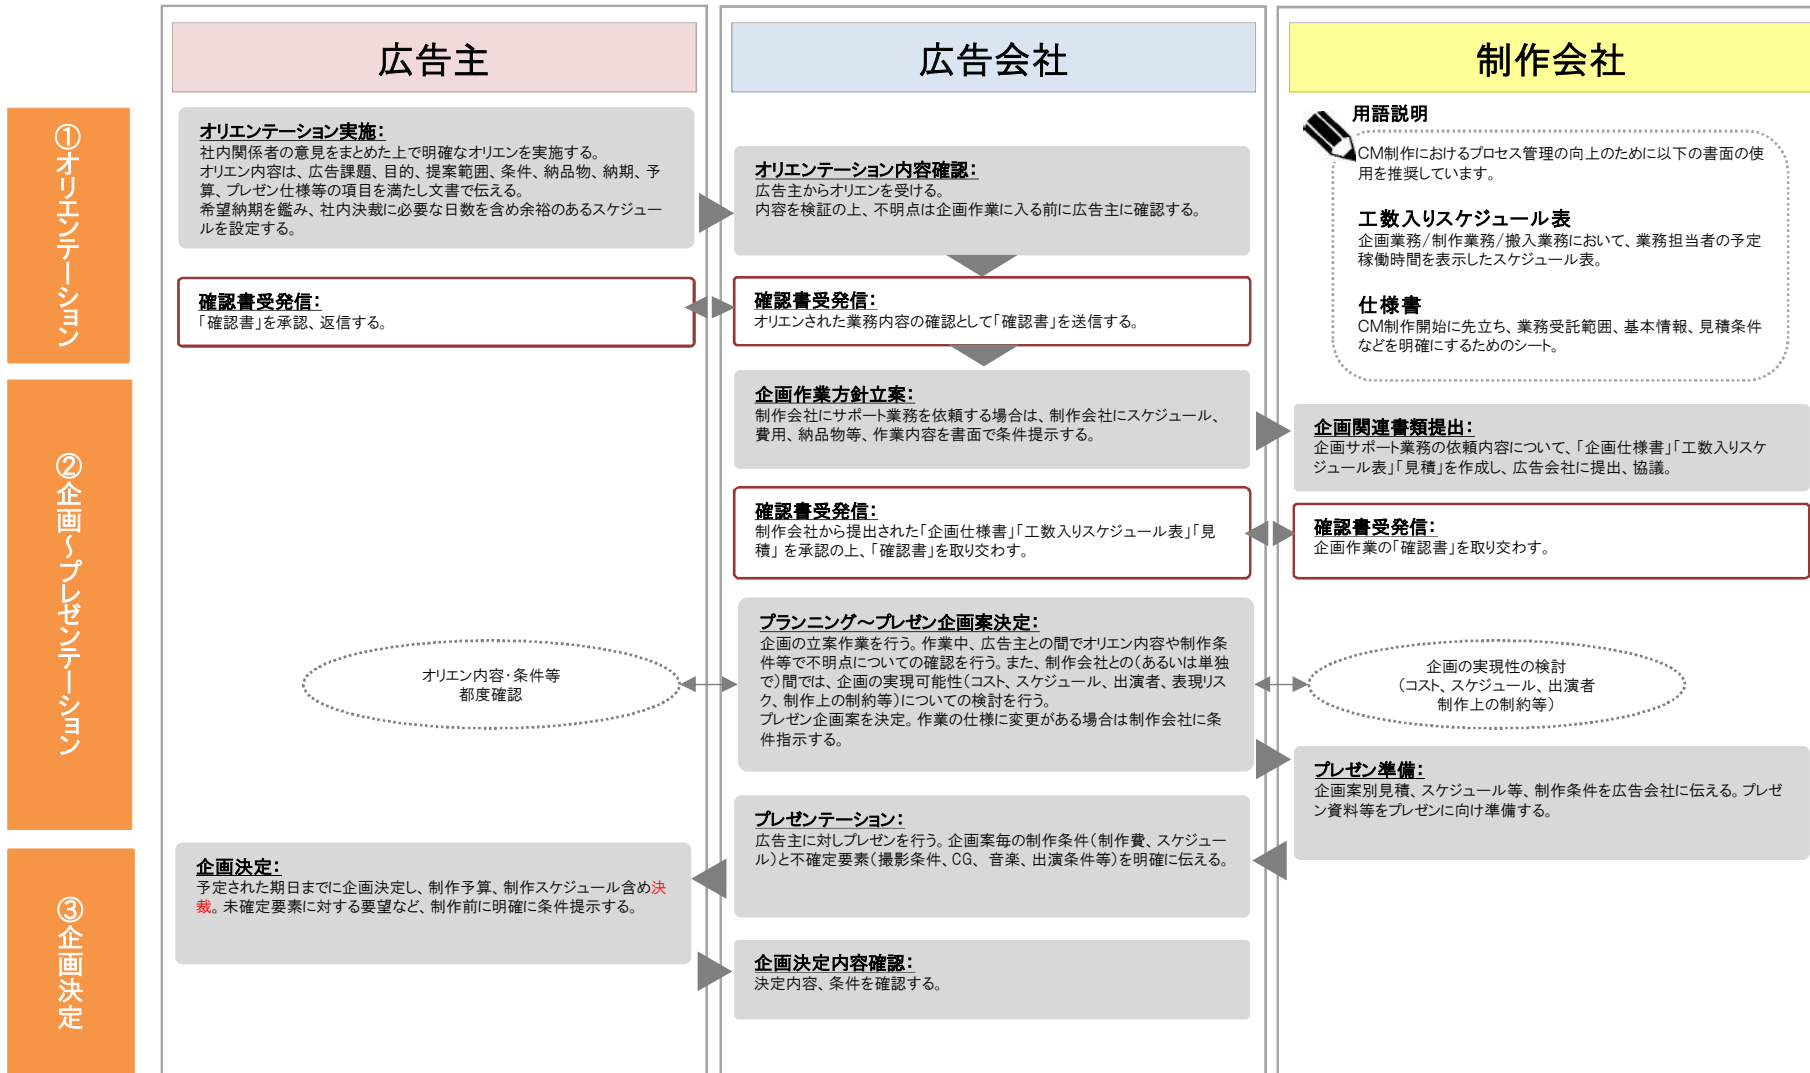 広告主
広告会社
制作会社
①オリエンテーション
オリエンテーション実施：
社内関係者の意見をまとめた上で明確なオリエンを実施する。
オリエン内容は、広告課題、目的、提案範囲、条件、納品物、納期、予
算、プレゼン仕様等の項目を満たし文書で伝える。
希望納期を鑑み、社内決裁に必要な日数を含め余裕のあるスケジュー
ルを設定する。
オリエンテーション内容確認：
広告主からオリエンを受ける。
内容を検証の上、不明点は企画作業に入る前に広告主に確認する。
用語説明
CM制作におけるプロセス管理の向上のために以下の書面の使
用を推奨しています。
工数入りスケジュール表
企画業務/制作業務/搬入業務において、業務担当者の予定
稼働時間を表示したスケジュール表。
仕様書
CM制作開始に先立ち、業務受託範囲、基本情報、見積条件
などを明確にするためのシート。
確認書受発信：
「確認書」を承認、返信する。
確認書受発信：
オリエンされた業務内容の確認として「確認書」を送信する。
②企画～プレゼンテーション
企画作業方針立案：
制作会社にサポート業務を依頼する場合は、制作会社にスケジュール、
費用、納品物等、作業内容を書面で条件提示する。
企画関連書類提出：
企画サポート業務の依頼内容について、「企画仕様書」「工数入りスケ
ジュール表」「見積」を作成し、広告会社に提出、協議。
確認書受発信：
制作会社から提出された「企画仕様書」「工数入りスケジュール表」「見
積」 を承認の上、「確認書」を取り交わす。
確認書受発信：
企画作業の「確認書」を取り交わす。
オリエン内容・条件等
都度確認
プランニング～プレゼン企画案決定：
企画の立案作業を行う。作業中、広告主との間でオリエン内容や制作条
件等で不明点についての確認を行う。また、制作会社との（あるいは単独
で）間では、企画の実現可能性（コスト、スケジュール、出演者、表現リス
ク、制作上の制約等）についての検討を行う。
プレゼン企画案を決定。作業の仕様に変更がある場合は制作会社に条
件指示する。
企画の実現性の検討
（コスト、スケジュール、出演者
制作上の制約等）
プレゼン準備：
企画案別見積、スケジュール等、制作条件を広告会社に伝える。プレゼ
ン資料等をプレゼンに向け準備する。
プレゼンテーション：
広告主に対しプレゼンを行う。企画案毎の制作条件（制作費、スケジュー
ル）と不確定要素（撮影条件、CG、 音楽、出演条件等）を明確に伝える。
③企画決定
企画決定：
予定された期日までに企画決定し、制作予算、制作スケジュール含め決
裁。未確定要素に対する要望など、制作前に明確に条件提示する。
企画決定内容確認：
決定内容、条件を確認する。